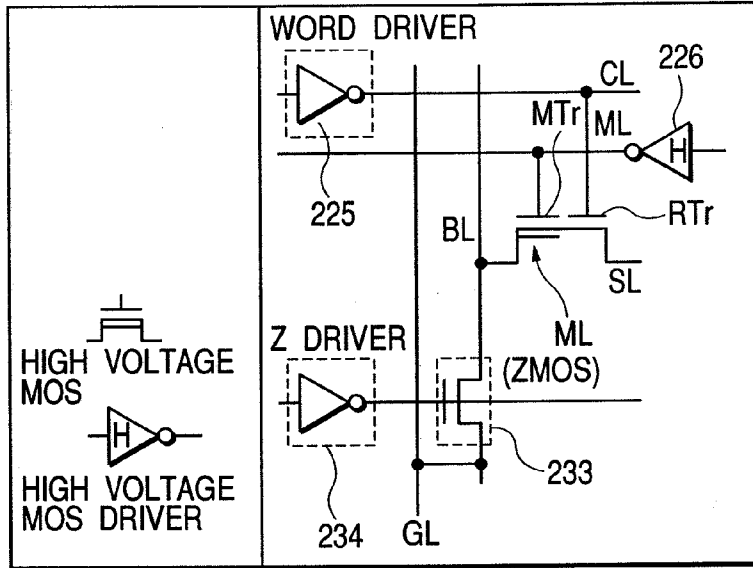 WORD DRIVER
226
CL
MTr
ML
H
225
RTr
BL
SL
ML
(ZMOS)
Z DRIVER
233
234
GL
HIGH VOLTAGE
MOS
H
HIGH VOLTAGE
MOS DRIVER